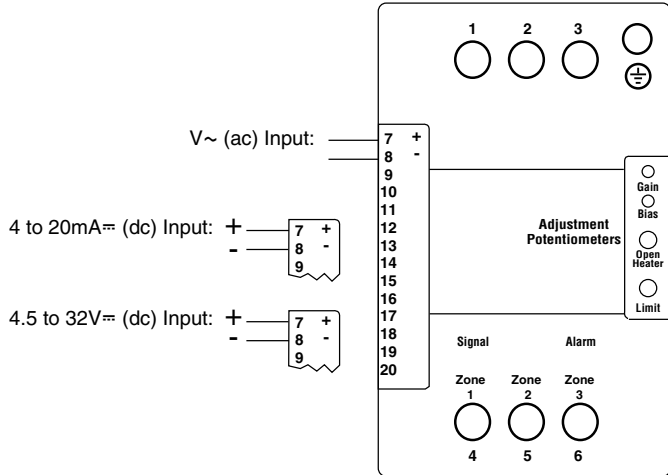 1 2 3
V~ (ac) Input:
7 +
8 -
9
10
11
12
13
14
15
16
17
18
19
20
4 to 20mA⎓ (dc) Input: + 7 +
- 8 -
9
4.5 to 32V⎓ (dc) Input: + 7 +
- 8 -
9
Adjustment
Potentiometers
Gain
Bias
Open
Heater
Limit
Signal Alarm
Zone Zone Zone
1 2 3
4 5 6